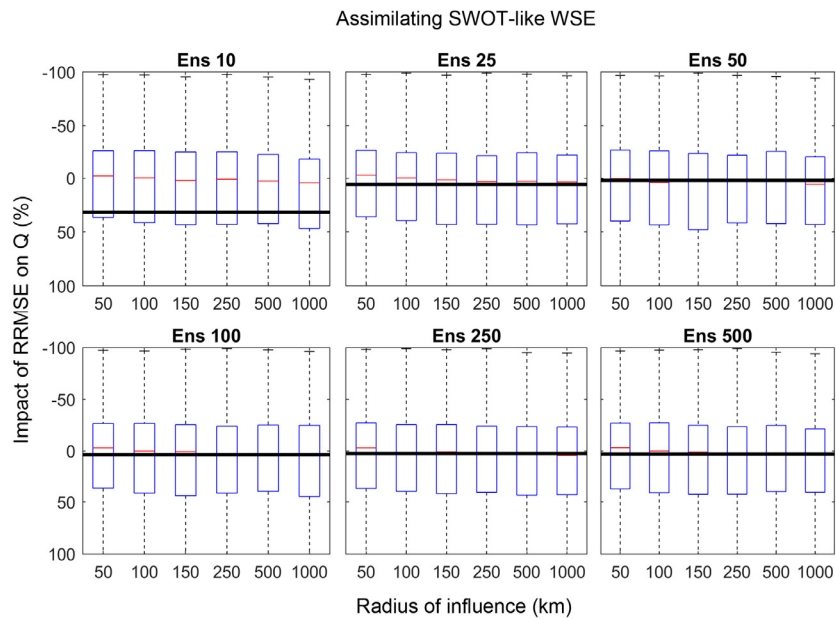 Assimilating SWOT-like WSE
Ens 10
Ens 25
Ens 50
-100
-50
0
50
100
50 100 150 250 500 1000
50 100 150 250 500 1000
50 100 150 250 500 1000
Impact of RRMSE on Q (%)
Ens 100
Ens 250
Ens 500
-100
-50
0
50
100
50 100 150 250 500 1000
50 100 150 250 500 1000
50 100 150 250 500 1000
Radius of influence (km)